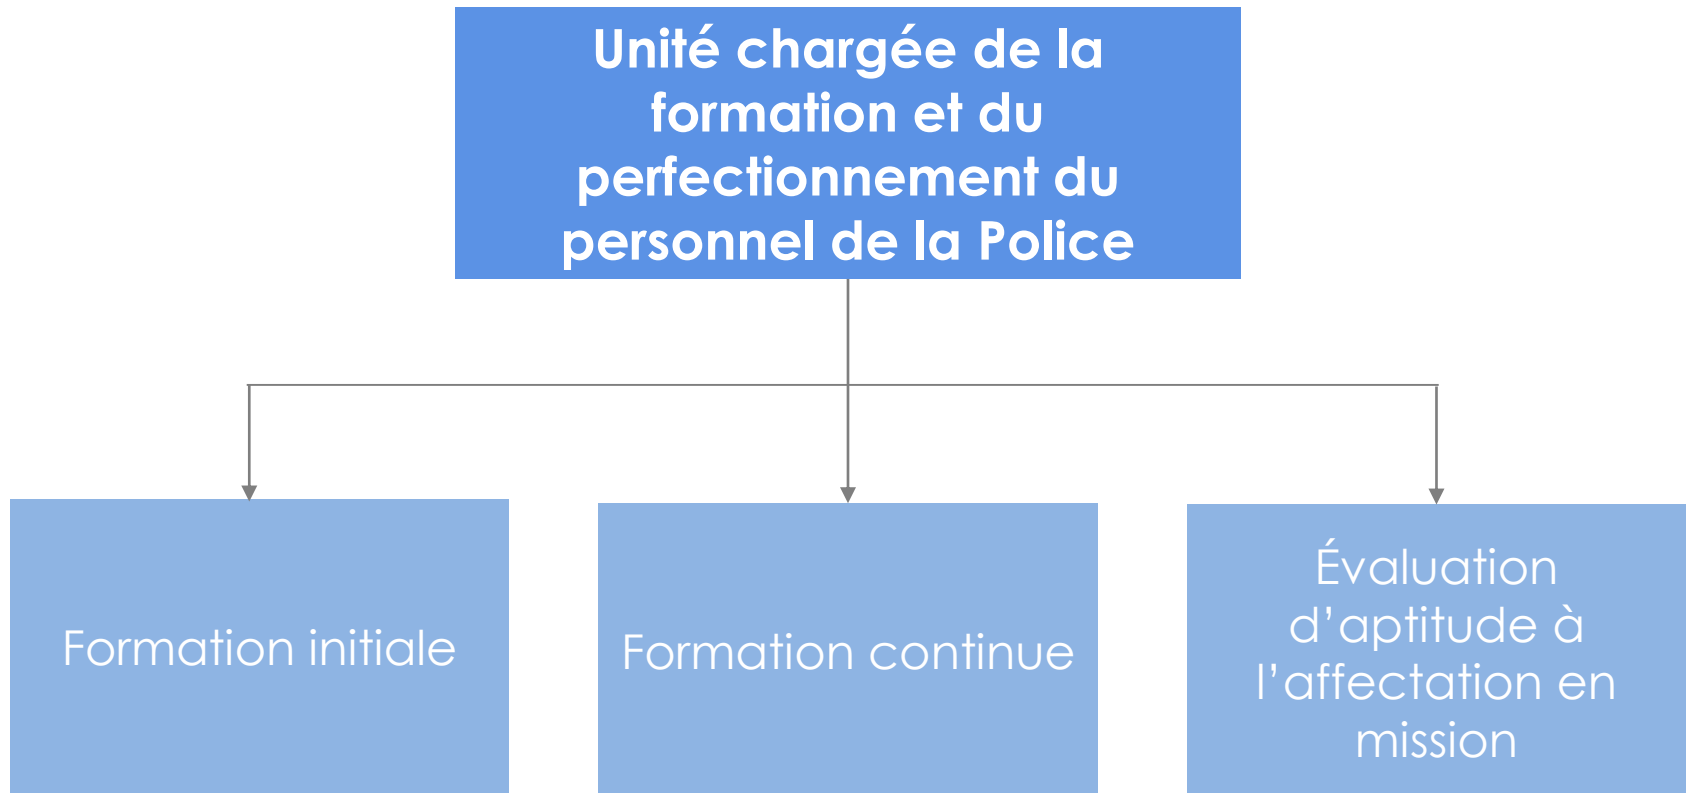 Unité chargée de la
formation et du
perfectionnement du
personnel de la Police
Formation initiale
Formation continue
Évaluation
d’aptitude à
l’affectation en
mission